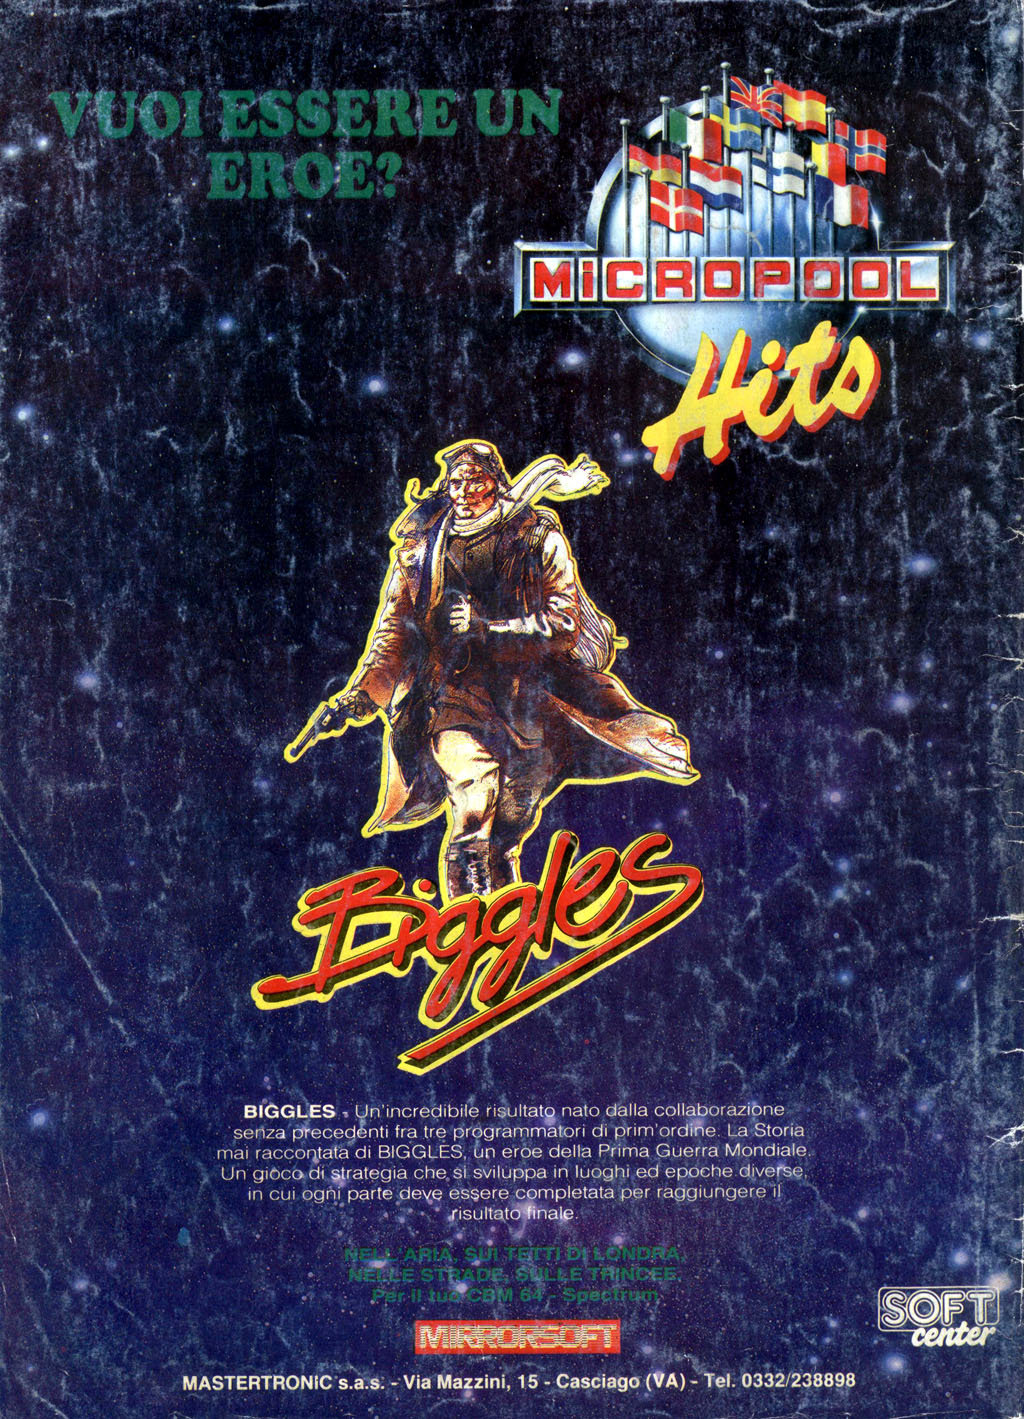 VUOI ESSERE UN
EROE?
MiCROPOOL
Hits
Biggles
BIGGLES - Un'incredibile risultato nato dalla collaborazione
senza precedenti fra tre programmatori di prim'ordine. La Storia
mai raccontata di BIGGLES, un eroe della Prima Guerra Mondiale.
Un gioco di strategia che si sviluppa in luoghi ed epoche diverse,
in cui ogni parte deve essere completata per raggiungere il
risultato finale.
NELL'ARIA, SUI TETTI DI LONDRA,
NELLE STRADE, SULLE TRINCEE.
Per il tuo CBM 64 - Spectrum
MIRRORSOFT
SOFT
center
MASTERTRONiC s.a.s. - Via Mazzini, 15 - Casciago (VA) - Tel. 0332/238898